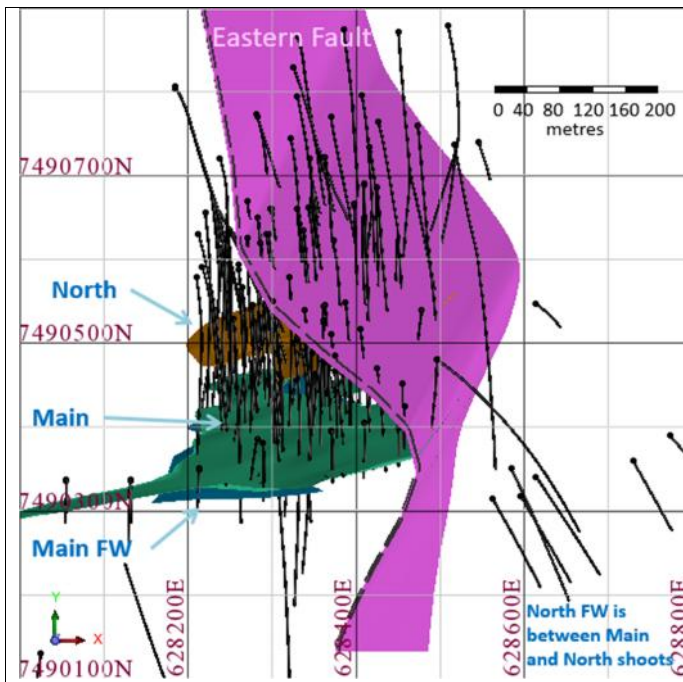 Eastern Fault
0 40 80 120 160 200
metres
7490700N
North
7490500N
Main
7490300N
Main FW
628200E
628400E
628600E
628800E
Y
X
North FW is
between Main
and North shoots
7490100N